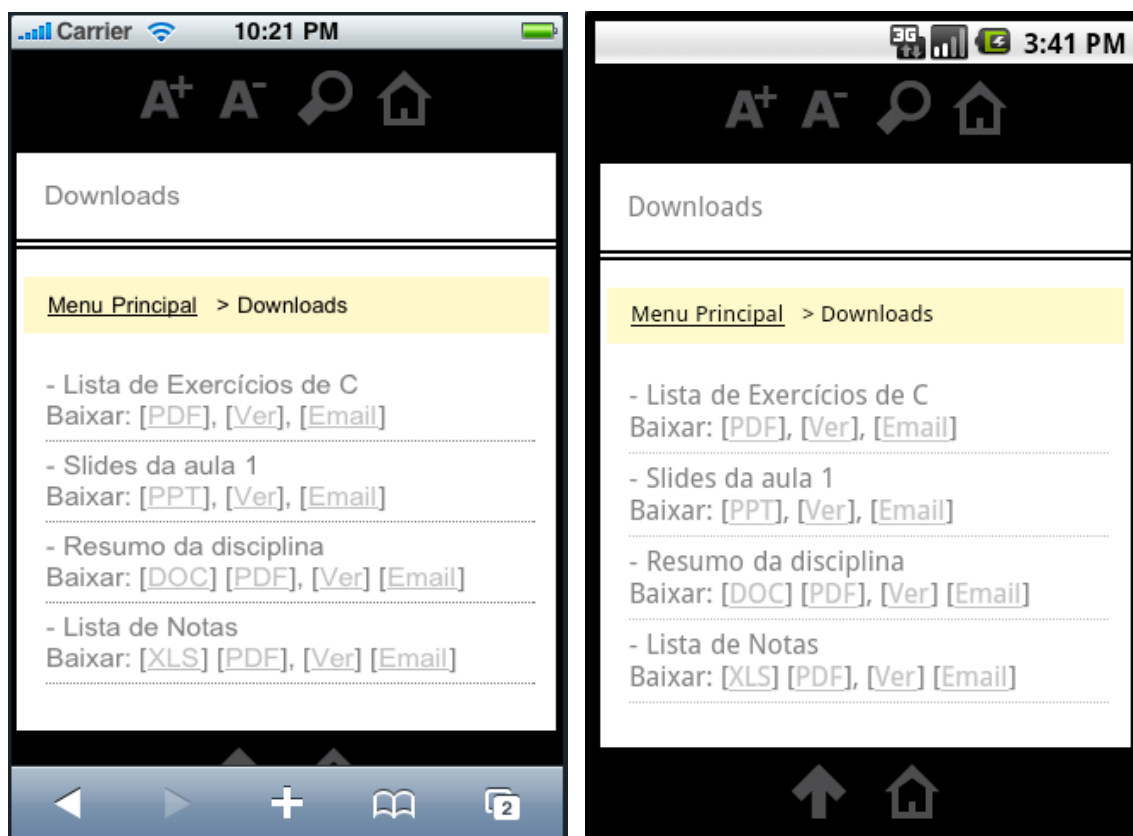 Carrier 10:21 PM
A+ A-
Downloads
Menu Principal > Downloads
- Lista de Exercícios de C
Baixar: [PDF], [Ver], [Email]
- Slides da aula 1
Baixar: [PPT], [Ver], [Email]
- Resumo da disciplina
Baixar: [DOC] [PDF], [Ver] [Email]
- Lista de Notas
Baixar: [XLS] [PDF], [Ver] [Email]
2
3G 3:41 PM
A+ A-
Downloads
Menu Principal > Downloads
- Lista de Exercícios de C
Baixar: [PDF], [Ver], [Email]
- Slides da aula 1
Baixar: [PPT], [Ver], [Email]
- Resumo da disciplina
Baixar: [DOC] [PDF], [Ver] [Email]
- Lista de Notas
Baixar: [XLS] [PDF], [Ver] [Email]